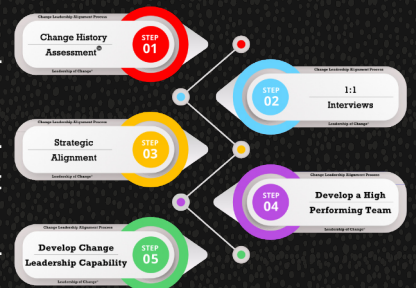 Change Leadership Alignment Process
Change History
Assessment®
STEP
01
Leadership of Change®
Change Leadership Alignment Process
1:1
Interviews
STEP
02
Leadership of Change®
Change Leadership Alignment Process
Strategic
Alignment
STEP
03
Leadership of Change®
Change Leadership Alignment Process
Develop a High
Performing Team
STEP
04
Leadership of Change®
Change Leadership Alignment Process
Develop Change
Leadership Capability
STEP
05
Leadership of Change®